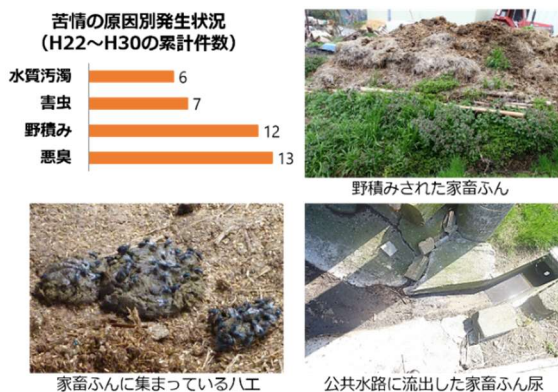 苦情の原因別発生状況
（H22～H30の累計件数）
水質汚濁 6
害虫 7
野積み 12
悪臭 13
野積みされた家畜ふん
家畜ふんに集まっているハエ
公共水路に流出した家畜ふん尿